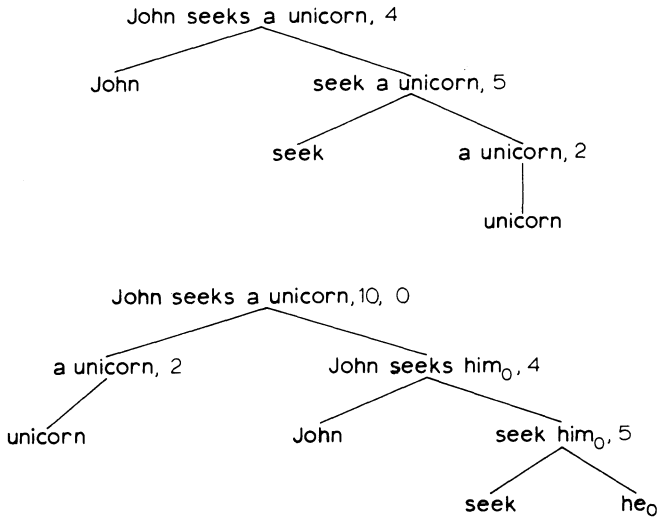 John seeks a unicorn, 4
John seek a unicorn, 5
seek a unicorn, 2
unicorn
John seeks a unicorn, 10, 0
a unicorn, 2 John seeks him₀, 4
unicorn John seek him₀, 5
seek he₀